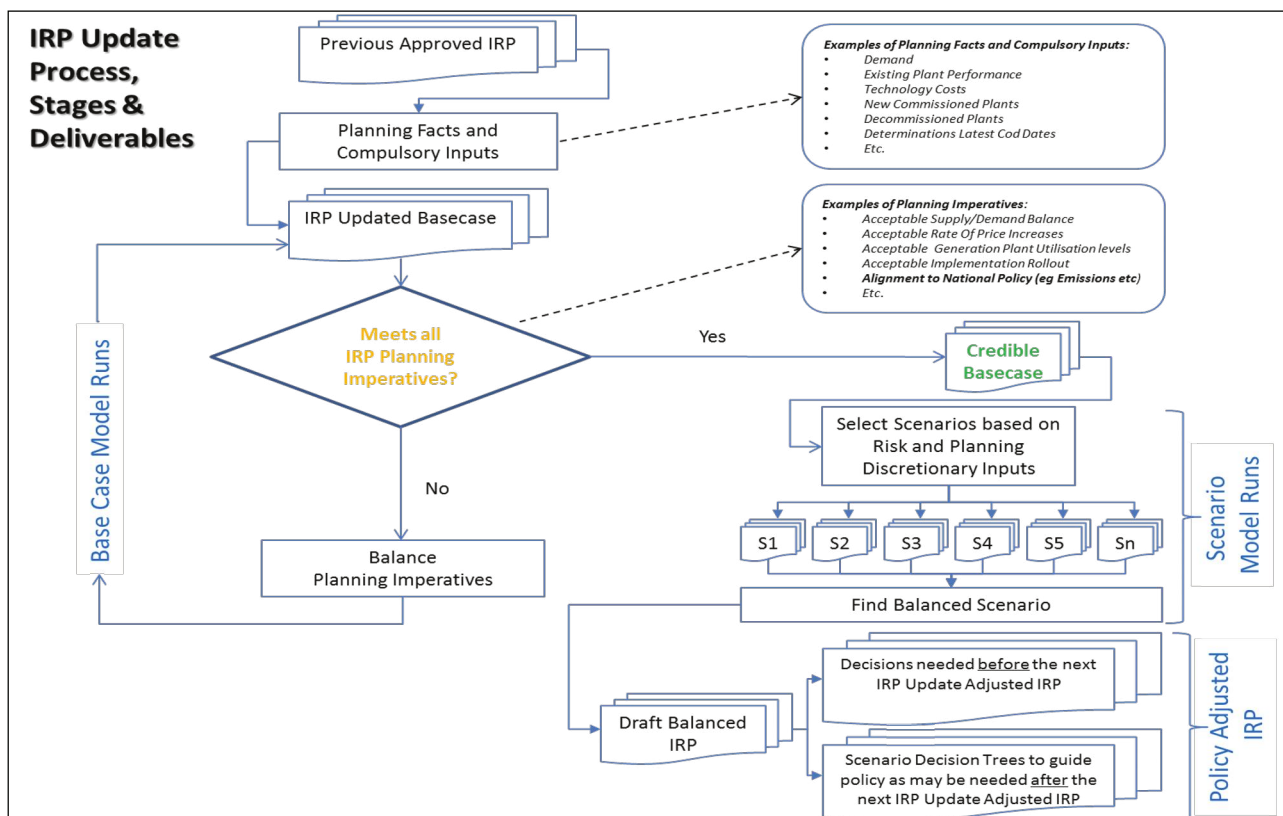 IRP Update
Process,
Stages &
Deliverables
Previous Approved IRP
Planning Facts and
Compulsory Inputs
Examples of Planning Facts and Compulsory Inputs:
• Demand
• Existing Plant Performance
• Technology Costs
• New Commissioned Plants
• Decommissioned Plants
• Determinations Latest Cod Dates
• Etc.
IRP Updated Basecase
Examples of Planning Imperatives:
• Acceptable Supply/Demand Balance
• Acceptable Rate Of Price Increases
• Acceptable Generation Plant Utilisation levels
• Acceptable Implementation Rollout
• Alignment to National Policy (eg Emissions etc)
• Etc.
Meets all
IRP Planning
Imperatives?
Yes
Credible
Basecase
No
Balance
Planning Imperatives
Base Case Model Runs
Select Scenarios based on
Risk and Planning
Discretionary Inputs
S1
S2
S3
S4
S5
Sn
Find Balanced Scenario
Scenario
Model Runs
Draft Balanced
IRP
Decisions needed before the next
IRP Update Adjusted IRP
Scenario Decision Trees to guide
policy as may be needed after the
next IRP Update Adjusted IRP
Policy Adjusted
IRP